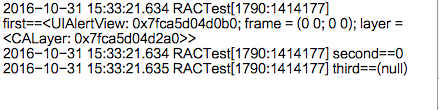 2016-10-31 15:33:21.634 RACTest[1790:1414177]
first==<UIAlertView: 0x7fca5d04d0b0; frame = (0 0; 0 0); layer =
<CALayer: 0x7fca5d04d2a0>>
2016-10-31 15:33:21.634 RACTest[1790:1414177] second==0
2016-10-31 15:33:21.635 RACTest[1790:1414177] third==(null)